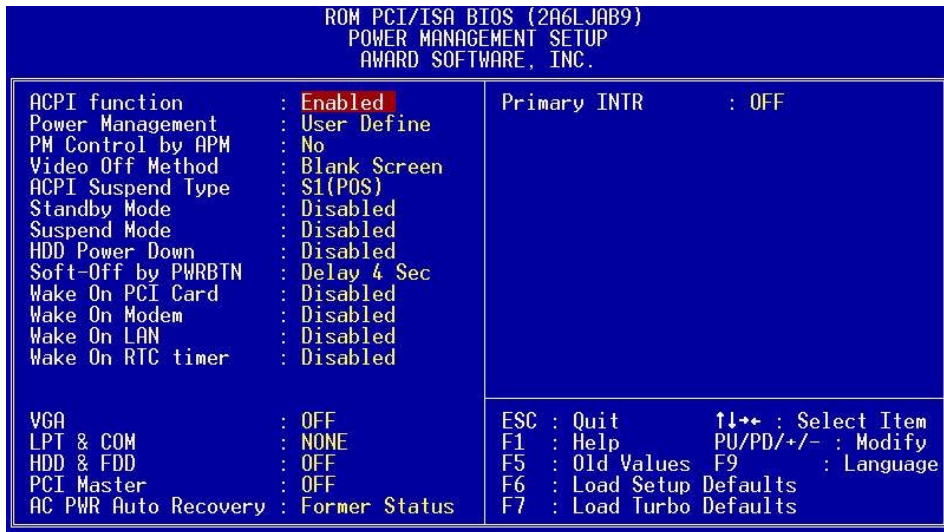 ROM PCI/ISA BIOS (2A6LJAB9)
POWER MANAGEMENT SETUP
AWARD SOFTWARE, INC.
ACPI function : Enabled
Power Management : User Define
PM Control by APM : No
Video Off Method : Blank Screen
ACPI Suspend Type : S1(POS)
Standby Mode : Disabled
Suspend Mode : Disabled
HDD Power Down : Disabled
Soft-Off by PWRBTN : Delay 4 Sec
Wake On PCI Card : Disabled
Wake On Modem : Disabled
Wake On LAN : Disabled
Wake On RTC timer : Disabled
VGA : OFF
LPT & COM : NONE
HDD & FDD : OFF
PCI Master : OFF
AC PWR Auto Recovery : Former Status
Primary INTR : OFF
ESC : Quit ↑↓→← : Select Item
F1 : Help PU/PD/+/- : Modify
F5 : Old Values F9 : Language
F6 : Load Setup Defaults
F7 : Load Turbo Defaults